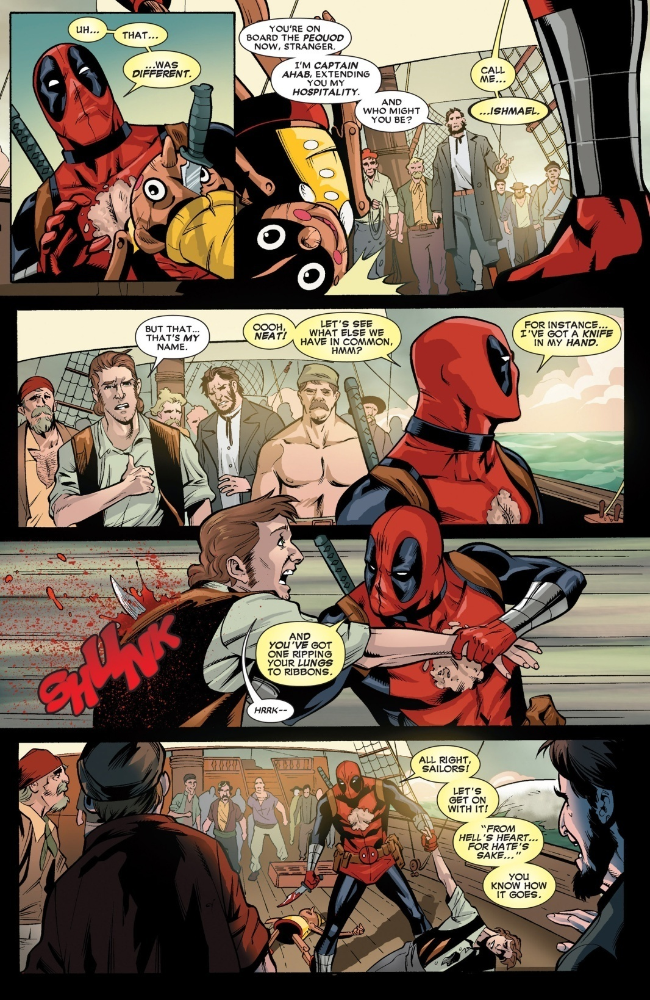 UH...
THAT...
...WAS
DIFFERENT.
YOU'RE ON
BOARD THE PEQUOD
NOW, STRANGER.
I'M CAPTAIN
AHAB, EXTENDING
YOU MY
HOSPITALITY.
AND
WHO MIGHT
YOU BE?
CALL
ME...
...ISHMAEL.
BUT THAT...
THAT'S MY
NAME.
OOOH,
NEAT!
LET'S SEE
WHAT ELSE WE
HAVE IN COMMON,
HMM?
FOR INSTANCE...
I'VE GOT A KNIFE
IN MY HAND.
SHUNK
AND
YOU'VE GOT
ONE RIPPING
YOUR LUNGS
TO RIBBONS.
HRRK--
ALL RIGHT,
SAILORS!
LET'S
GET ON
WITH IT!
"FROM
HELL'S HEART...
FOR HATE'S
SAKE..."
YOU
KNOW HOW
IT GOES.